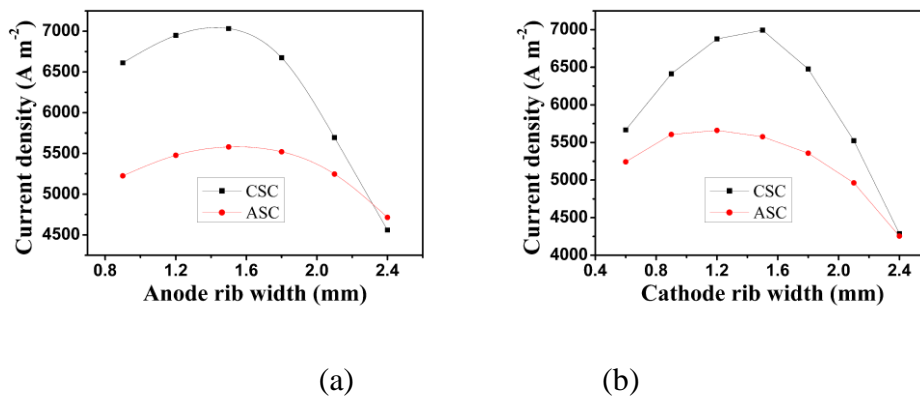 7000
6500
6000
5500
5000
4500
0.8 1.2 1.6 2.0 2.4
Current density (A m⁻²)
Anode rib width (mm)
CSC
ASC
(a)
7000
6500
6000
5500
5000
4500
4000
0.4 0.8 1.2 1.6 2.0 2.4
Current density (A m⁻²)
Cathode rib width (mm)
CSC
ASC
(b)